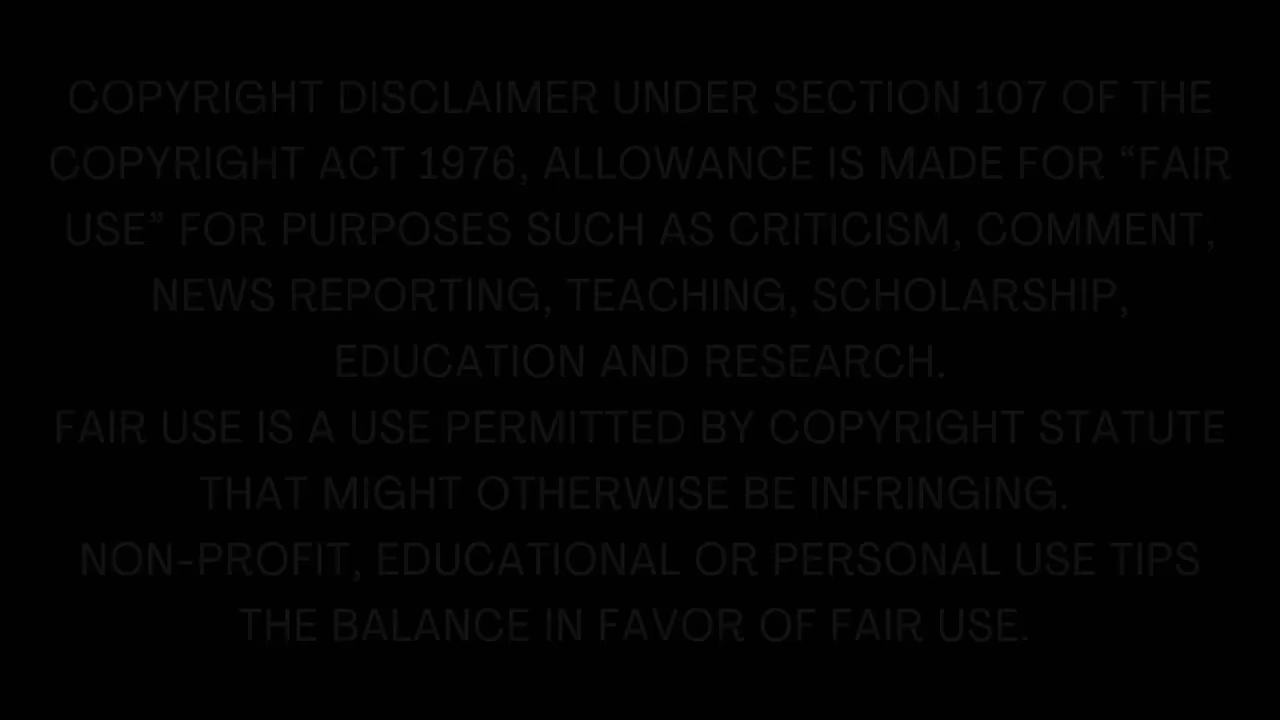 COPYRIGHT DISCLAIMER UNDER SECTION 107 OF THE
COPYRIGHT ACT 1976, ALLOWANCE IS MADE FOR “FAIR
USE” FOR PURPOSES SUCH AS CRITICISM, COMMENT,
NEWS REPORTING, TEACHING, SCHOLARSHIP,
EDUCATION AND RESEARCH.
FAIR USE IS A USE PERMITTED BY COPYRIGHT STATUTE
THAT MIGHT OTHERWISE BE INFRINGING.
NON-PROFIT, EDUCATIONAL OR PERSONAL USE TIPS
THE BALANCE IN FAVOR OF FAIR USE.